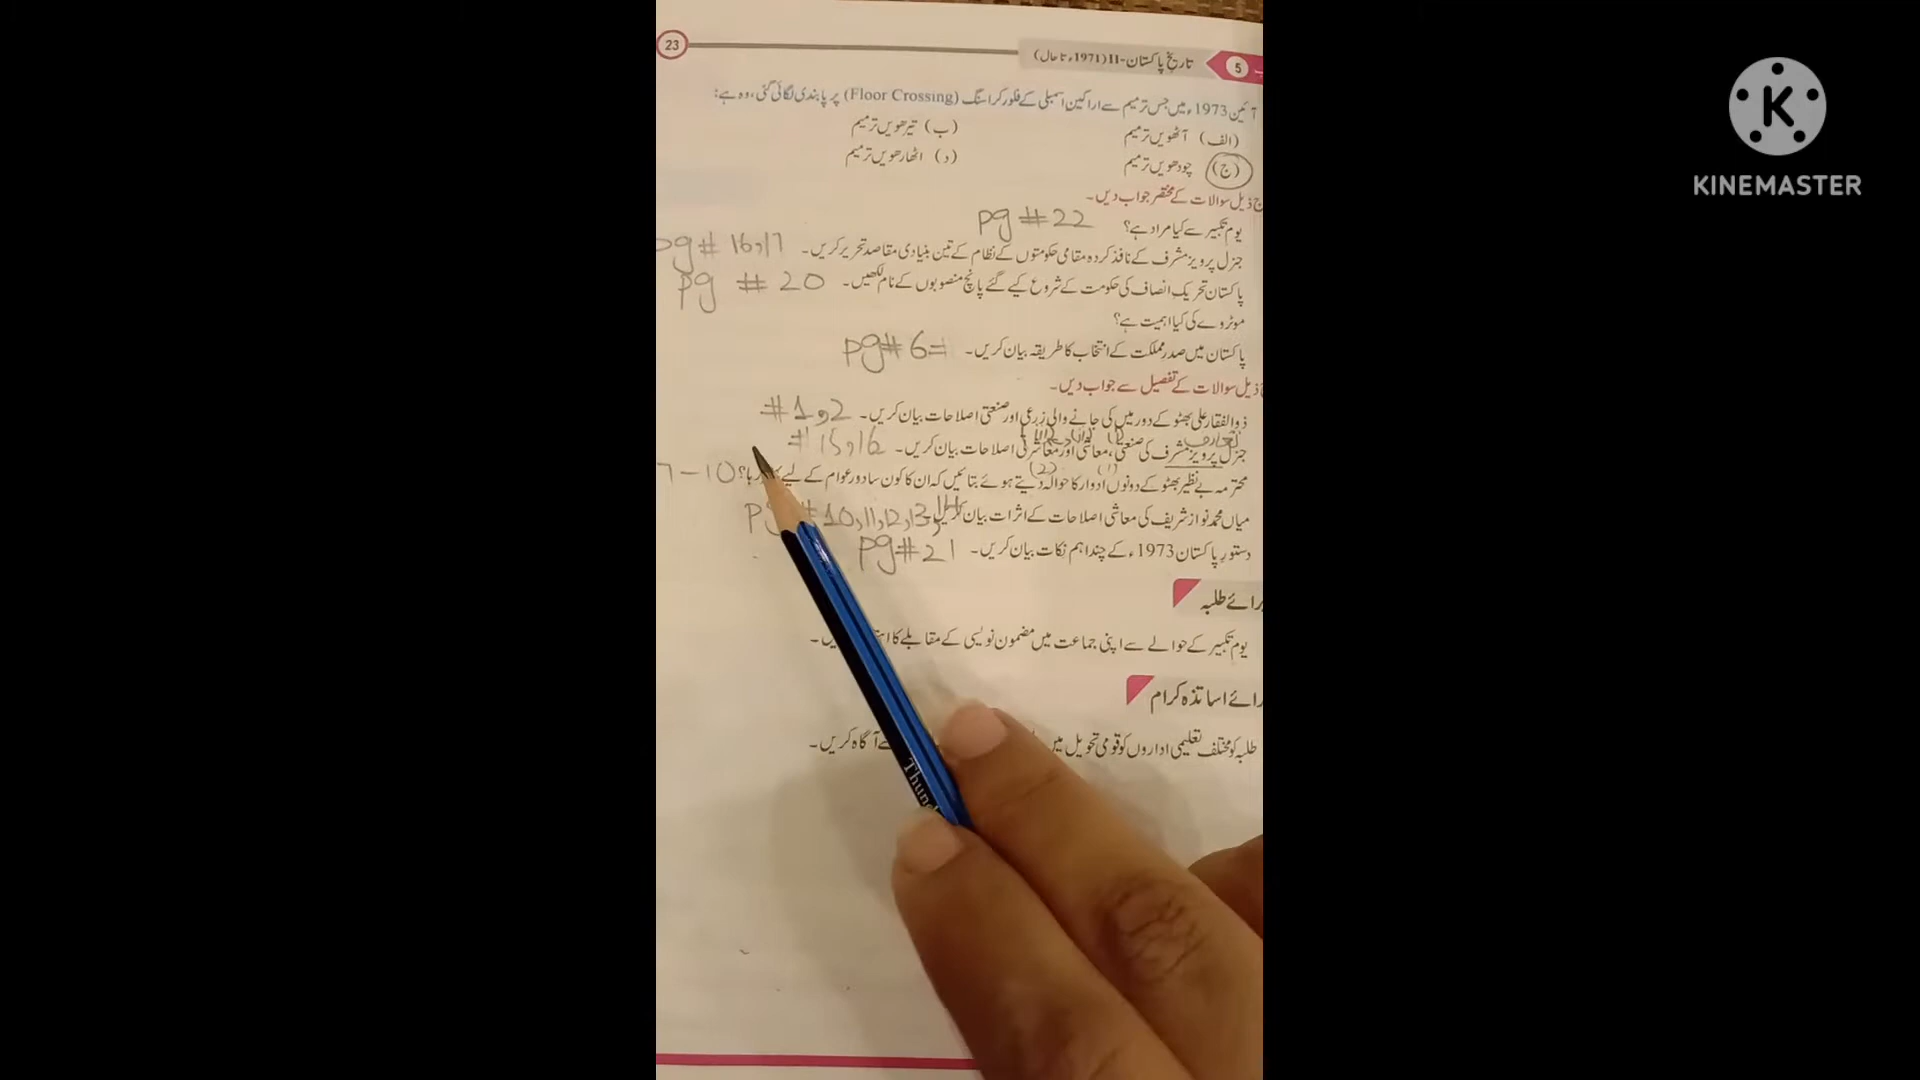 23
تاریخ پاکستان-II (1971ء تا حال)
5
آئین 1973ء میں جس ترمیم سے اراکین اسمبلی کے فلور کراسنگ (Floor Crossing) پر پابندی لگائی گئی، وہ ہے:
(الف) آٹھویں ترمیم (ب) تیرھویں ترمیم
(ج) چودھویں ترمیم (د) اٹھارھویں ترمیم
ذیل سوالات کے مختصر جواب دیں۔
یوم تکبیر سے کیا مراد ہے؟ pg # 22
جنرل پرویز مشرف کے نافذ کردہ مقامی حکومتوں کے نظام کے تین بنیادی مقاصد تحریر کریں۔ pg # 16,17
پاکستان تحریک انصاف کی حکومت کے شروع کیے گئے پانچ منصوبوں کے نام لکھیں۔ pg # 20
موٹروے کی کیا اہمیت ہے؟
پاکستان میں صدر مملکت کے انتخاب کا طریقہ بیان کریں۔ pg# 6
ذیل سوالات کے تفصیل سے جواب دیں۔
ذوالفقار علی بھٹو کے دور میں کی جانے والی زرعی اور صنعتی اصلاحات بیان کریں۔ # 1,2
تعارف (i) (ii) (iii)
جنرل پرویز مشرف کی صنعتی، معاشی اور معاشرتی اصلاحات بیان کریں۔ # 15,16
(1) (2)
محترمہ بے نظیر بھٹو کے دونوں ادوار کا حوالہ دیتے ہوئے بتائیں کہ ان کا کون سا دور عوام کے لیے رہا؟ 7-10
میاں محمد نواز شریف کی معاشی اصلاحات کے اثرات بیان کریں۔ # 10,11,12,13,14
دستور پاکستان 1973ء کے چند اہم نکات بیان کریں۔ pg# 21
برائے طلبہ
یوم تکبیر کے حوالے سے اپنی جماعت میں مضمون نویسی کے مقابلے کا
برائے اساتذہ کرام
طلبہ کو مختلف تعلیمی اداروں کو قومی تحویل میں سے آگاہ کریں۔
KINEMASTER